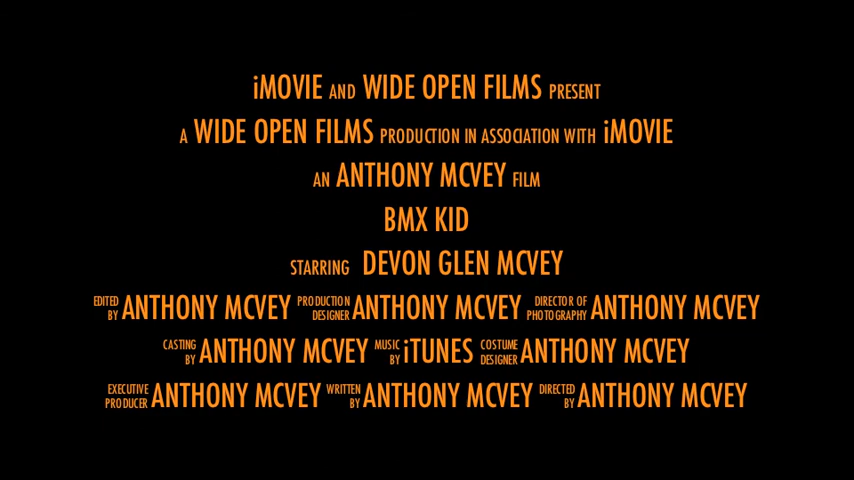 iMOVIE AND WIDE OPEN FILMS PRESENT
A WIDE OPEN FILMS PRODUCTION IN ASSOCIATION WITH iMOVIE
AN ANTHONY MCVEY FILM
BMX KID
STARRING DEVON GLEN MCVEY
EDITED BY ANTHONY MCVEY PRODUCTION DESIGNER ANTHONY MCVEY DIRECTOR OF PHOTOGRAPHY ANTHONY MCVEY
CASTING BY ANTHONY MCVEY MUSIC BY iTUNES COSTUME DESIGNER ANTHONY MCVEY
EXECUTIVE PRODUCER ANTHONY MCVEY WRITTEN BY ANTHONY MCVEY DIRECTED BY ANTHONY MCVEY